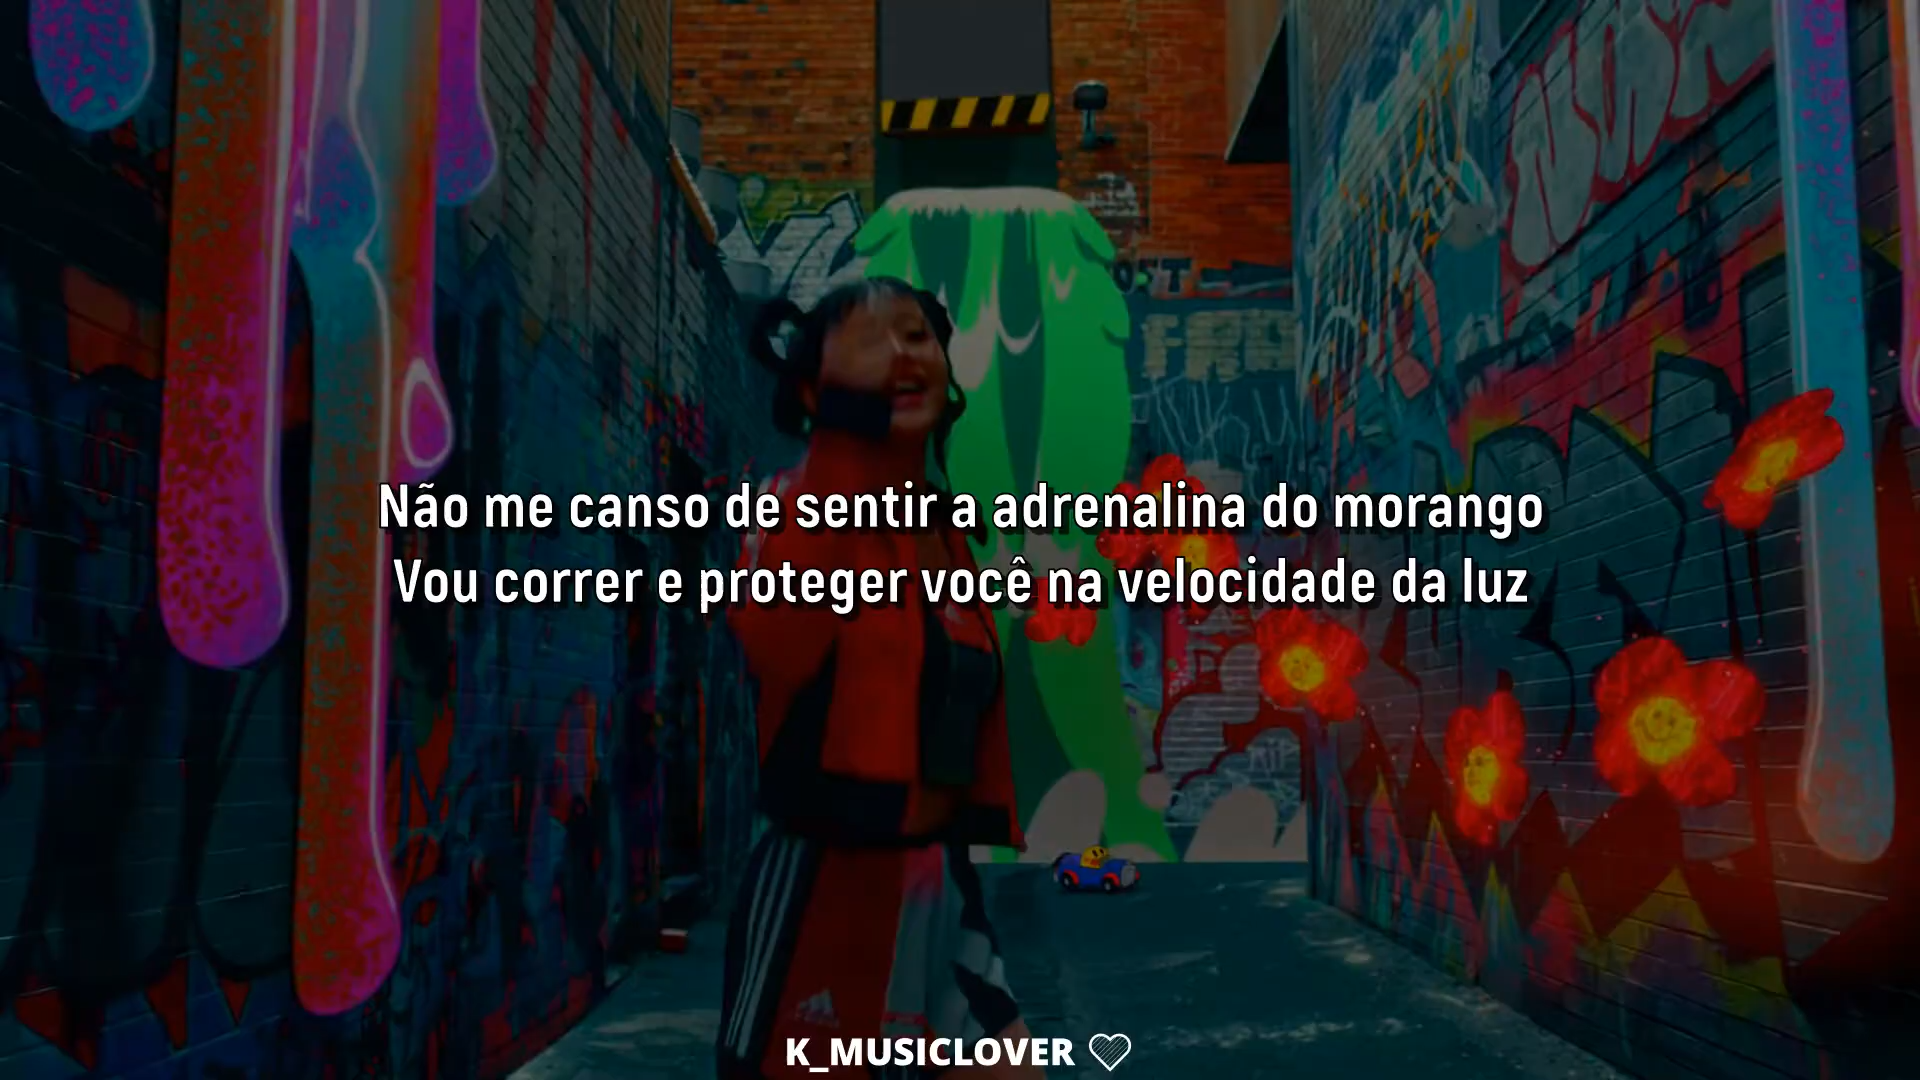 Não me canso de sentir a adrenalina do morango
Vou correr e proteger você na velocidade da luz
K_MUSICLOVER